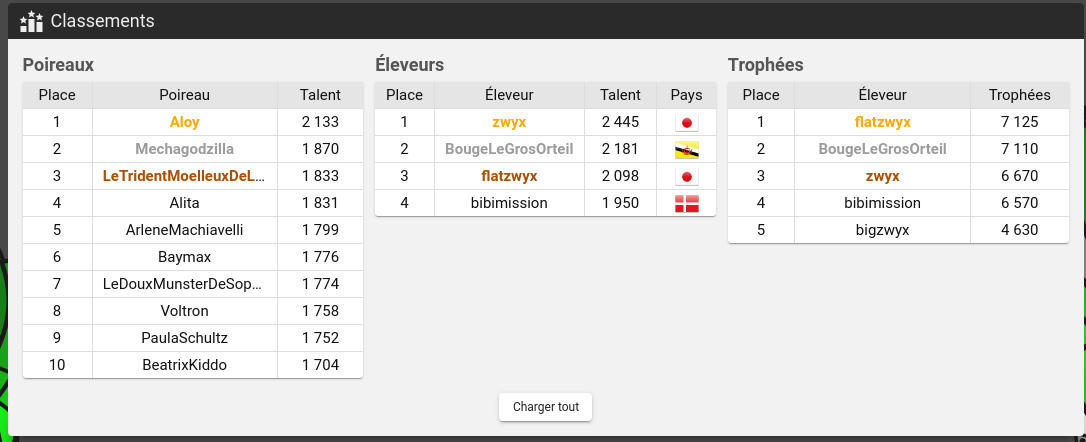 Classements
Poireaux
Place Poireau Talent
1 Aloy 2 133
2 Mechagodzilla 1 870
3 LeTridentMoelleuxDeL... 1 833
4 Alita 1 831
5 ArleneMachiavelli 1 799
6 Baymax 1 776
7 LeDouxMunsterDeSop... 1 774
8 Voltron 1 758
9 PaulaSchultz 1 752
10 BeatrixKiddo 1 704
Éleveurs
Place Éleveur Talent Pays
1 zwyx 2 445
2 BougeLeGrosOrteil 2 181
3 flatzwyx 2 098
4 bibimission 1 950
Trophées
Place Éleveur Trophées
1 flatzwyx 7 125
2 BougeLeGrosOrteil 7 110
3 zwyx 6 670
4 bibimission 6 570
5 bigzwyx 4 630
Charger tout